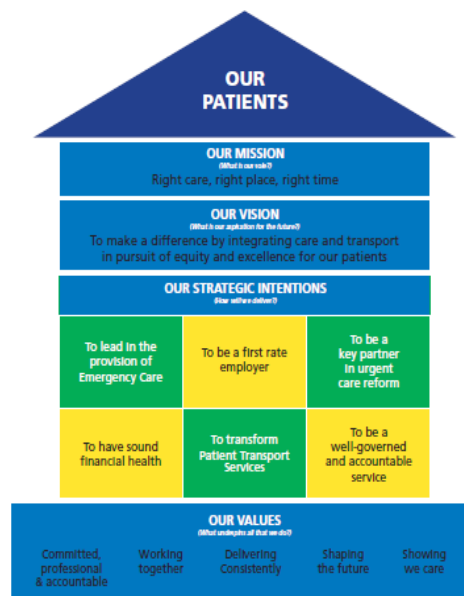 OUR
PATIENTS
OUR MISSION
(What is our role?)
Right care, right place, right time
OUR VISION
(What is our aspiration for the future?)
To make a difference by integrating care and transport
in pursuit of equity and excellence for our patients
OUR STRATEGIC INTENTIONS
(How will we deliver?)
To lead in the
provision of
Emergency Care
To be a first rate
employer
To be a
key partner
in urgent
care reform
To have sound
financial health
To transform
Patient Transport
Services
To be a
well-governed
and accountable
service
OUR VALUES
(What underpins all that we do?)
Committed,
professional
& accountable
Working
together
Delivering
Consistently
Shaping
the future
Showing
we care